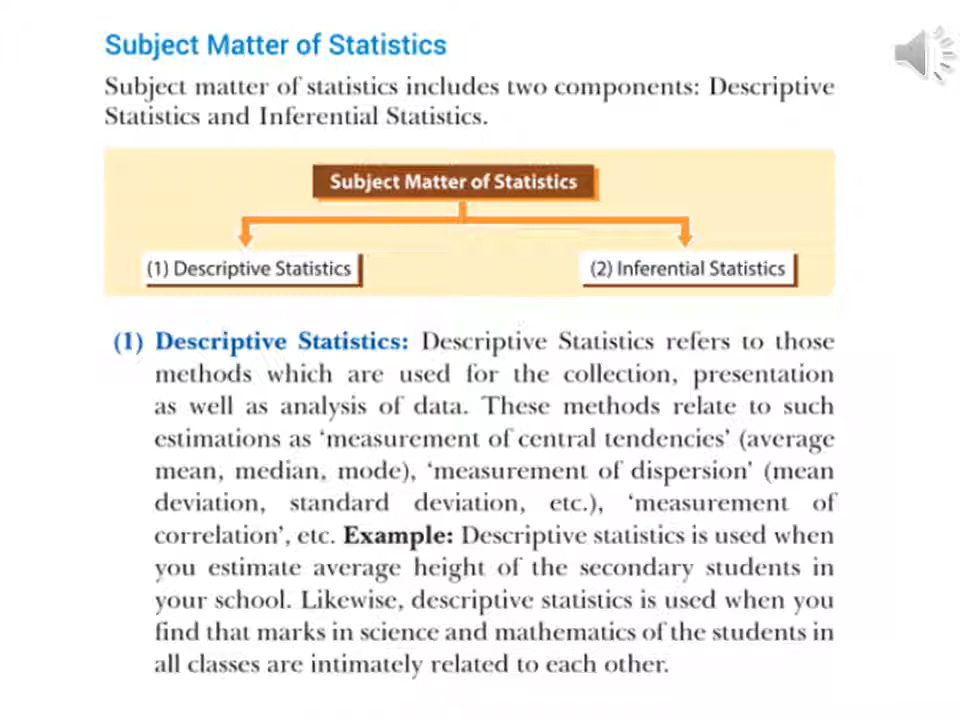 Subject Matter of Statistics
Subject matter of statistics includes two components: Descriptive
Statistics and Inferential Statistics.
Subject Matter of Statistics
(1) Descriptive Statistics
(2) Inferential Statistics
(1) Descriptive Statistics: Descriptive Statistics refers to those
methods which are used for the collection, presentation
as well as analysis of data. These methods relate to such
estimations as ‘measurement of central tendencies’ (average
mean, median, mode), ‘measurement of dispersion’ (mean
deviation, standard deviation, etc.), ‘measurement of
correlation’, etc. Example: Descriptive statistics is used when
you estimate average height of the secondary students in
your school. Likewise, descriptive statistics is used when you
find that marks in science and mathematics of the students in
all classes are intimately related to each other.